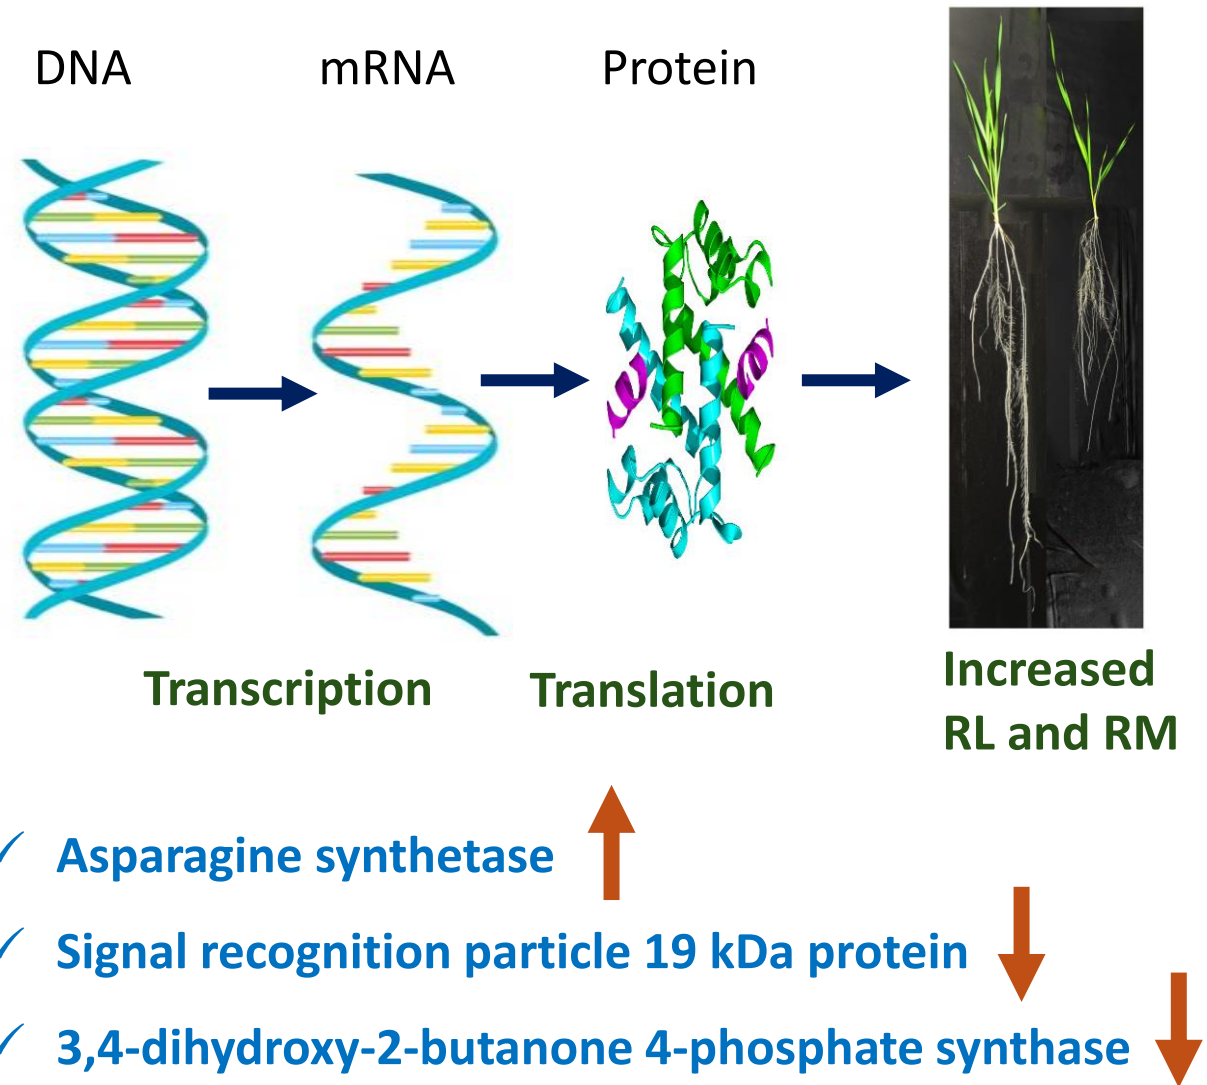 DNA
mRNA
Protein
Transcription
Translation
Increased
RL and RM
✓ Asparagine synthetase
✓ Signal recognition particle 19 kDa protein
✓ 3,4-dihydroxy-2-butanone 4-phosphate synthase